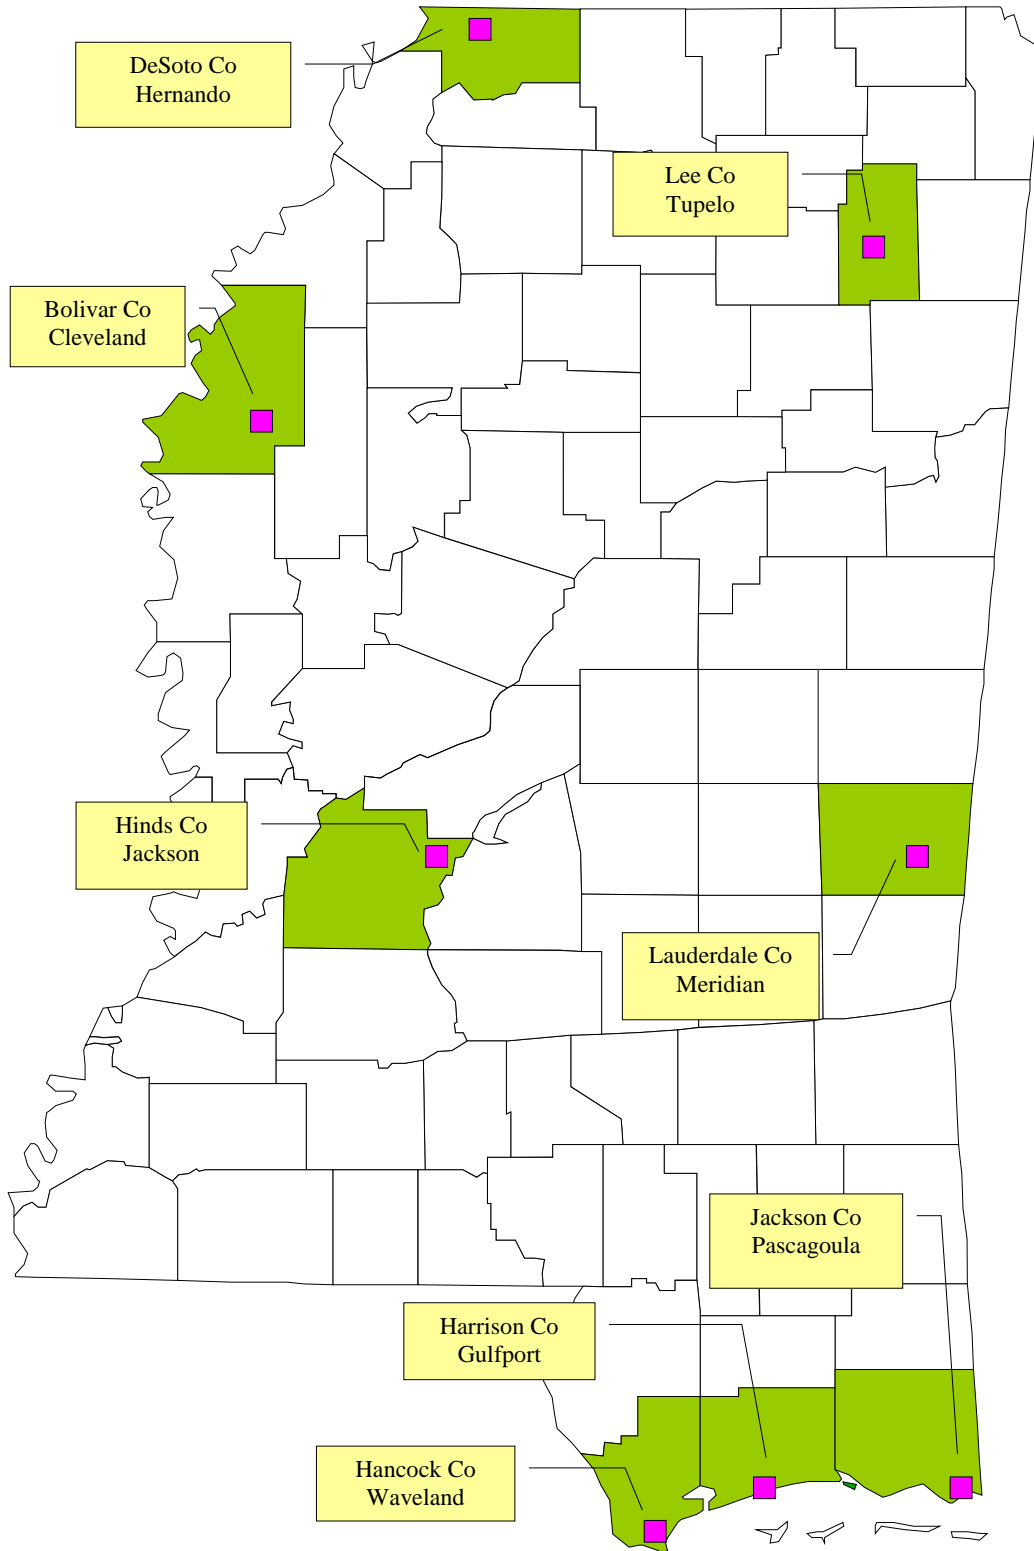 DeSoto Co
Hernando
Lee Co
Tupelo
Bolivar Co
Cleveland
Hinds Co
Jackson
Lauderdale Co
Meridian
Jackson Co
Pascagoula
Harrison Co
Gulfport
Hancock Co
Waveland